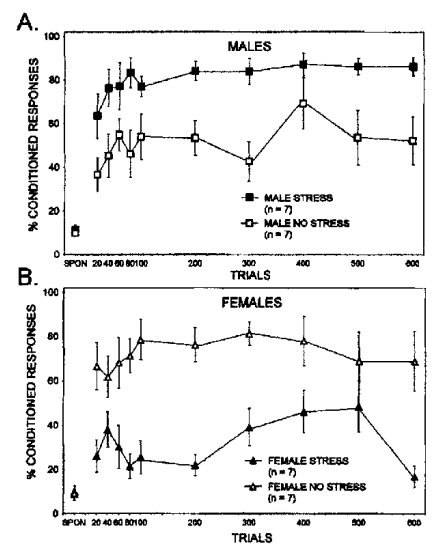 A.
MALES
% CONDITIONED RESPONSES
100
80
60
40
20
0
MALE STRESS
(n = 7)
MALE NO STRESS
(n = 7)
SPON 20 40 60 80 100 200 300 400 500 600
TRIALS
B.
FEMALES
% CONDITIONED RESPONSES
100
80
60
40
20
0
FEMALE STRESS
(n = 7)
FEMALE NO STRESS
(n = 7)
SPON 20 40 60 80 100 200 300 400 500 600
TRIALS